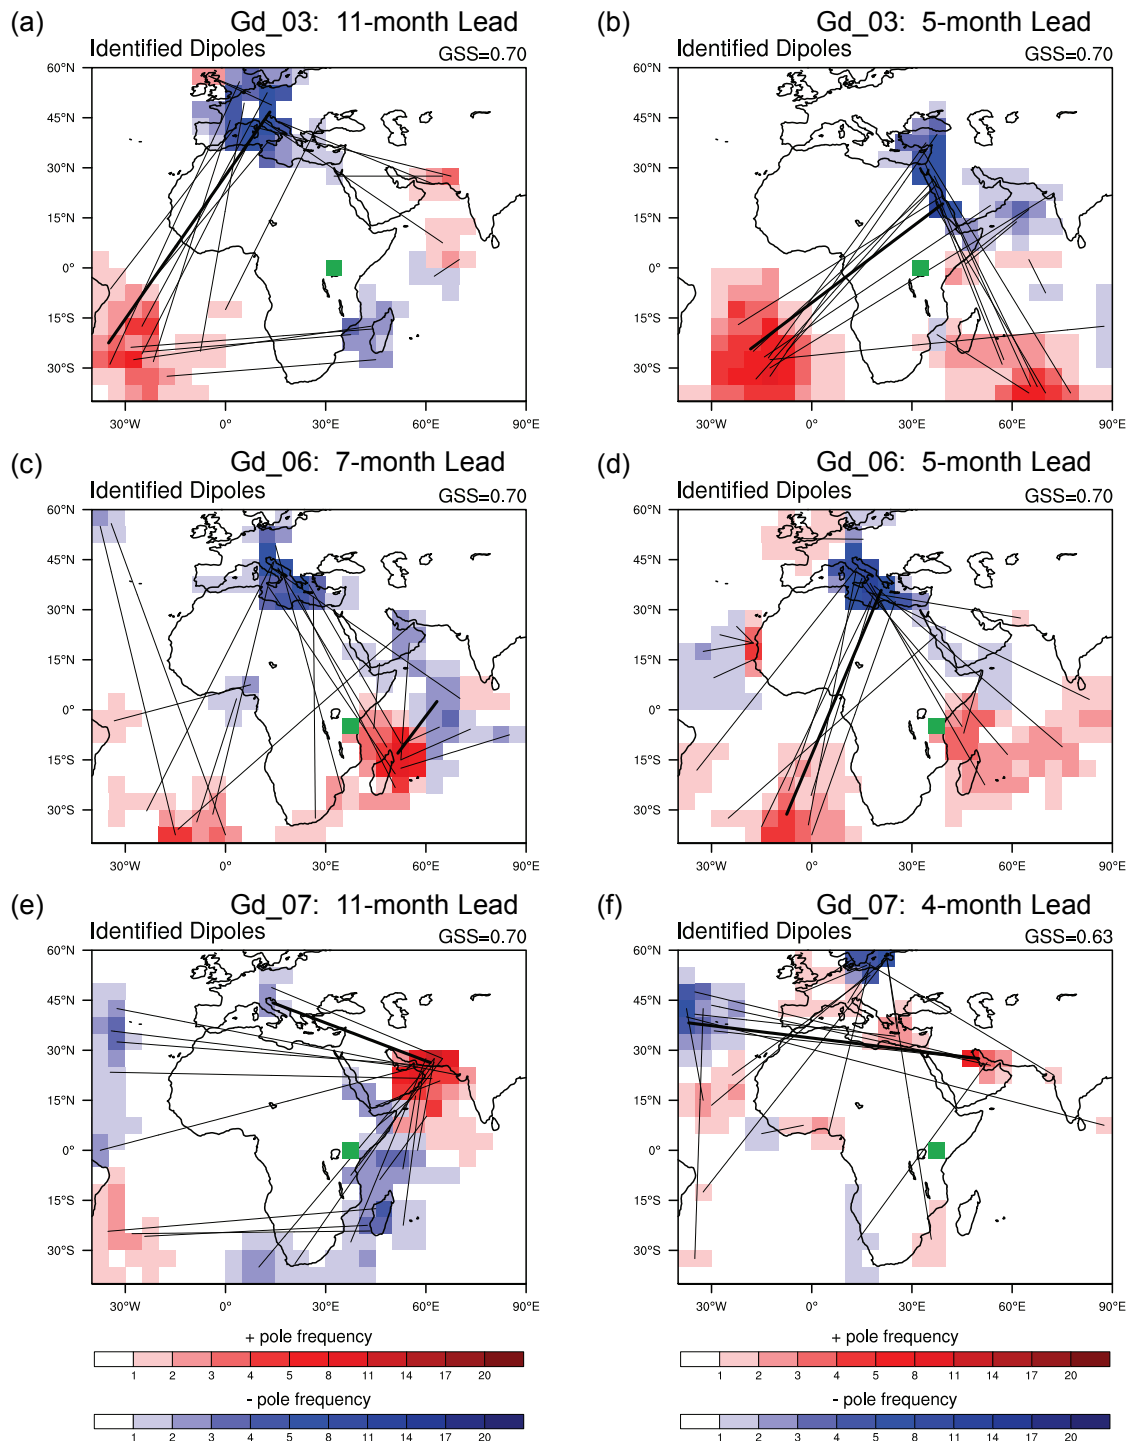 (a) Gd_03: 11-month Lead
Identified Dipoles GSS=0.70
60°N
45°N
30°N
15°N
0°
15°S
30°S
30°W 0° 30°E 60°E 90°E
(b) Gd_03: 5-month Lead
Identified Dipoles GSS=0.70
60°N
45°N
30°N
15°N
0°
15°S
30°S
30°W 0° 30°E 60°E 90°E
(c) Gd_06: 7-month Lead
Identified Dipoles GSS=0.70
60°N
45°N
30°N
15°N
0°
15°S
30°S
30°W 0° 30°E 60°E 90°E
(d) Gd_06: 5-month Lead
Identified Dipoles GSS=0.70
60°N
45°N
30°N
15°N
0°
15°S
30°S
30°W 0° 30°E 60°E 90°E
(e) Gd_07: 11-month Lead
Identified Dipoles GSS=0.70
60°N
45°N
30°N
15°N
0°
15°S
30°S
30°W 0° 30°E 60°E 90°E
(f) Gd_07: 4-month Lead
Identified Dipoles GSS=0.63
60°N
45°N
30°N
15°N
0°
15°S
30°S
30°W 0° 30°E 60°E 90°E
+ pole frequency
1 2 3 4 5 8 11 14 17 20
- pole frequency
1 2 3 4 5 8 11 14 17 20
+ pole frequency
1 2 3 4 5 8 11 14 17 20
- pole frequency
1 2 3 4 5 8 11 14 17 20